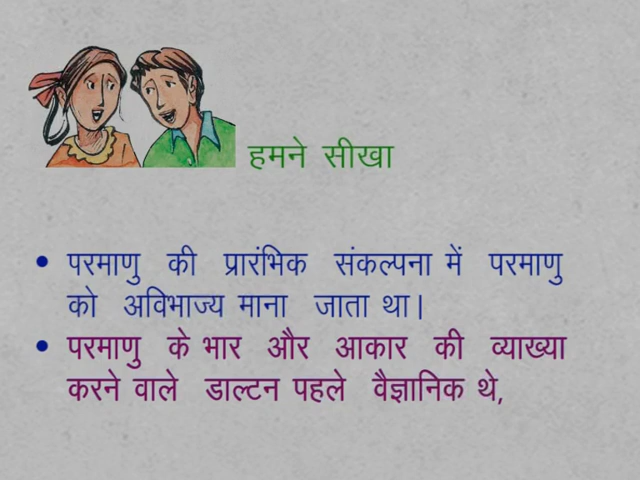 हमने सीखा
• परमाणु की प्रारंभिक संकल्पना में परमाणु
को अविभाज्य माना जाता था।
• परमाणु के भार और आकार की व्याख्या
करने वाले डाल्टन पहले वैज्ञानिक थे,